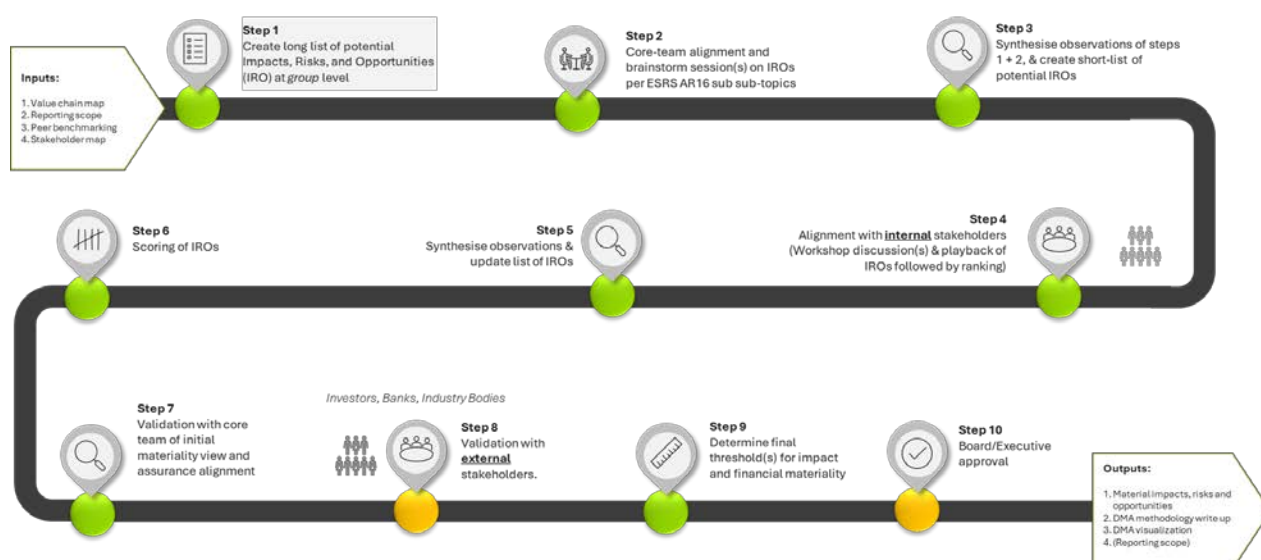 Inputs:
1. Value chain map
2. Reporting scope
3. Peer benchmarking
4. Stakeholder map
Step 1
Create long list of potential
Impacts, Risks, and Opportunities
(IRO) at group level
Step 2
Core-team alignment and
brainstorm session(s) on IROs
per ESRS AR16 sub sub-topics
Step 3
Synthesise observations of steps
1 + 2, & create short-list of
potential IROs
Step 6
Scoring of IROs
Step 5
Synthesise observations &
update list of IROs
Step 4
Alignment with internal stakeholders
(Workshop discussion(s) & playback of
IROs followed by ranking)
Step 7
Validation with core
team of initial
materiality view and
assurance alignment
Investors, Banks, Industry Bodies
Step 8
Validation with
external
stakeholders.
Step 9
Determine final
threshold(s) for impact
and financial materiality
Step 10
Board/Executive
approval
Outputs:
1. Material impacts, risks and
opportunities
2. DMA methodology write up
3. DMA visualization
4. (Reporting scope)